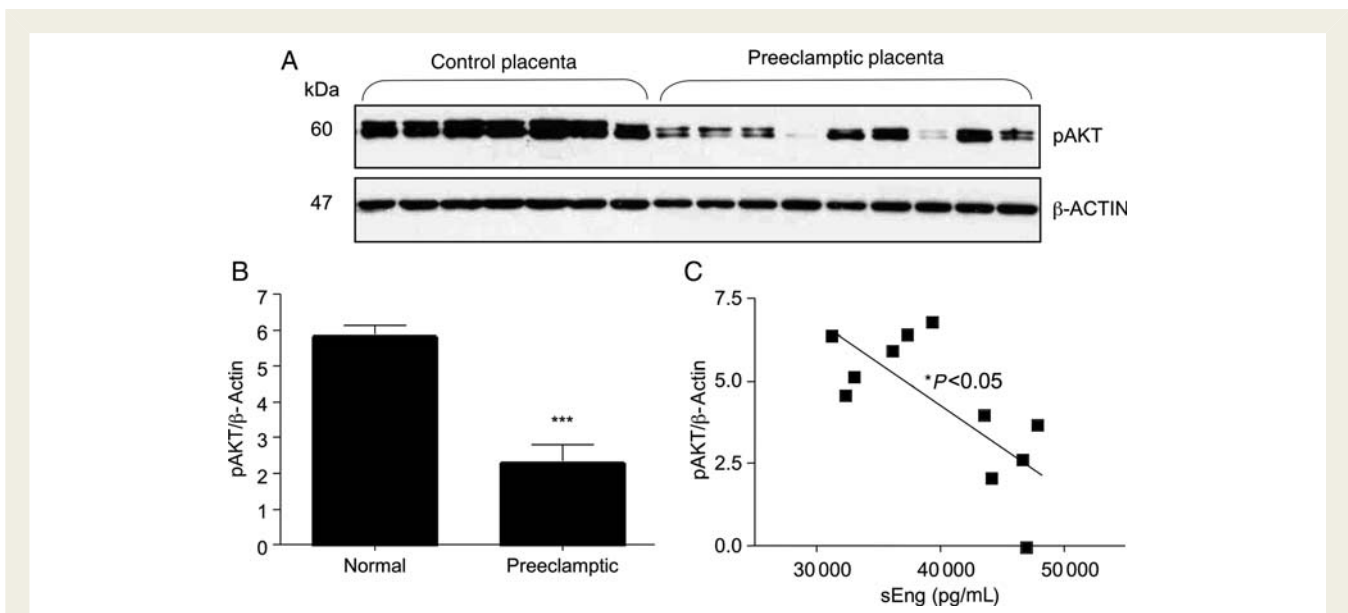 A
Control placenta Preeclamptic placenta
kDa
60 pAKT
47 β-ACTIN
B
pAKT/β- Actin
7
6
5
4
3
2
1
0
***
Normal Preeclamptic
C
pAKT/β-Actin
7.5
5.0
2.5
0.0
*P<0.05
30 000 40 000 50 000
sEng (pg/mL)